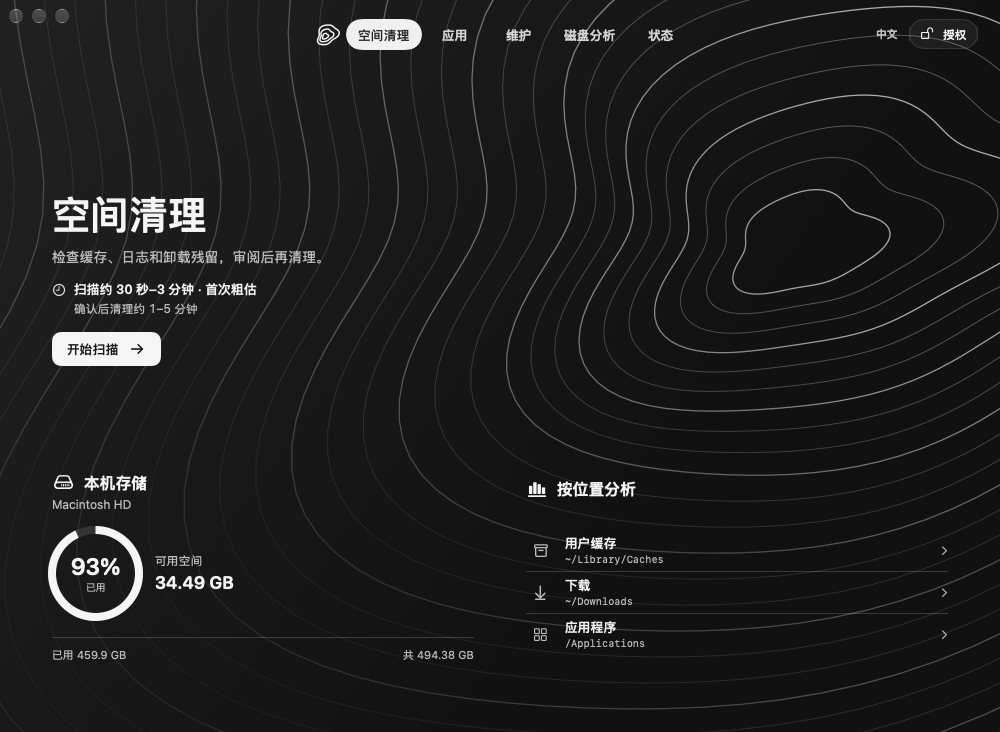 空间清理
应用
维护
磁盘分析
状态
中文
授权
空间清理
检查缓存、日志和卸载残留，审阅后再清理。
扫描约 30 秒–3 分钟 · 首次粗估
确认后清理约 1–5 分钟
开始扫描 →
本机存储
Macintosh HD
93%
已用
可用空间
34.49 GB
已用 459.9 GB
共 494.38 GB
按位置分析
用户缓存
~/Library/Caches
下载
~/Downloads
应用程序
/Applications